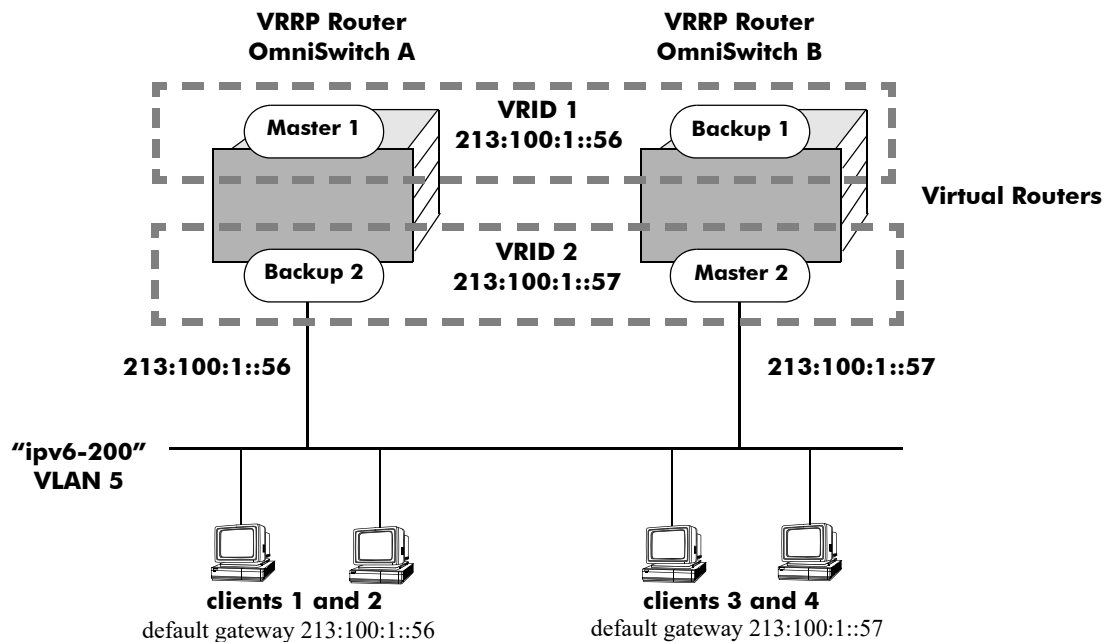 VRRP Router
OmniSwitch A
VRRP Router
OmniSwitch B
Master 1
VRID 1
213:100:1::56
Backup 1
Virtual Routers
Backup 2
VRID 2
213:100:1::57
Master 2
213:100:1::56
213:100:1::57
“ipv6-200”
VLAN 5
clients 1 and 2
default gateway 213:100:1::56
clients 3 and 4
default gateway 213:100:1::57